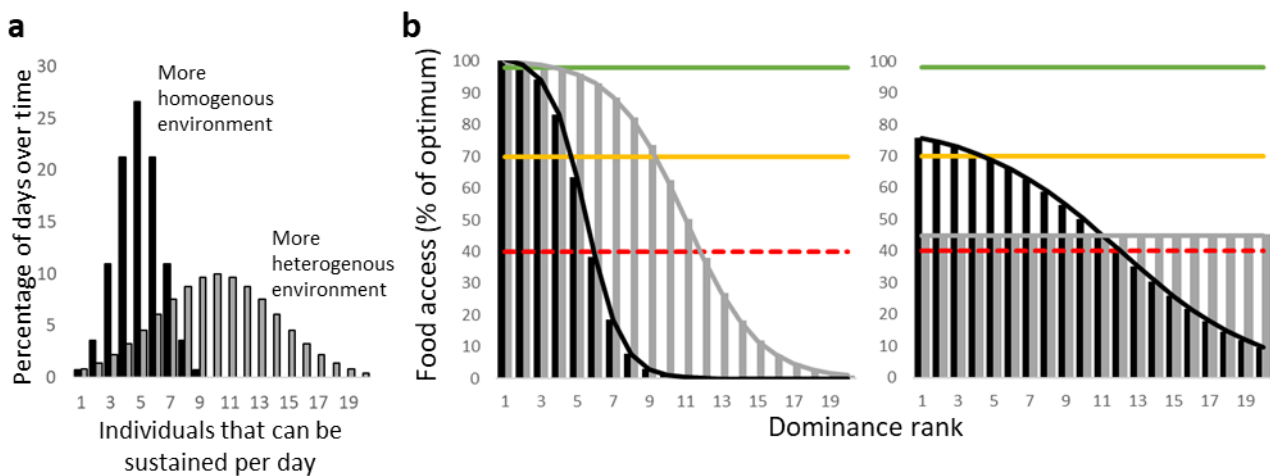 a
Percentage of days over time
30
25
20
15
10
5
0
More
homogenous
environment
More
heterogenous
environment
1 3 5 7 9 11 13 15 17 19
Individuals that can be
sustained per day
b
Food access (% of optimum)
100
90
80
70
60
50
40
30
20
10
0
1 3 5 7 9 11 13 15 17 19
100
90
80
70
60
50
40
30
20
10
0
1 3 5 7 9 11 13 15 17 19
Dominance rank